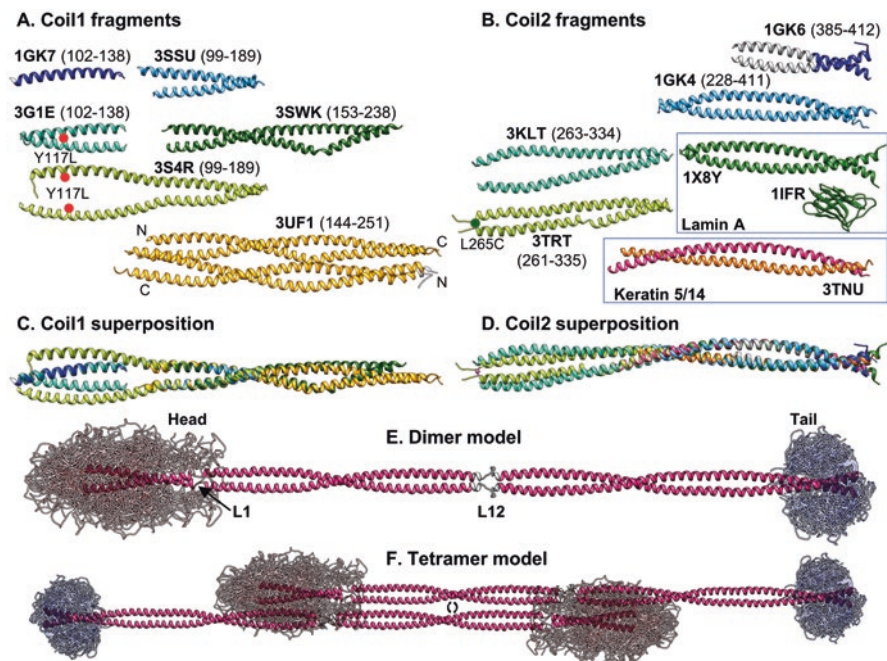 A. Coil1 fragments
1GK7 (102-138)
3SSU (99-189)
3G1E (102-138)
Y117L
3SWK (153-238)
3S4R (99-189)
Y117L
3UF1 (144-251)
N
C
C
N
B. Coil2 fragments
1GK6 (385-412)
1GK4 (228-411)
3KLT (263-334)
1X8Y
1IFR
Lamin A
L265C
3TRT
(261-335)
Keratin 5/14
3TNU
C. Coil1 superposition
D. Coil2 superposition
Head
E. Dimer model
Tail
L1
L12
F. Tetramer model